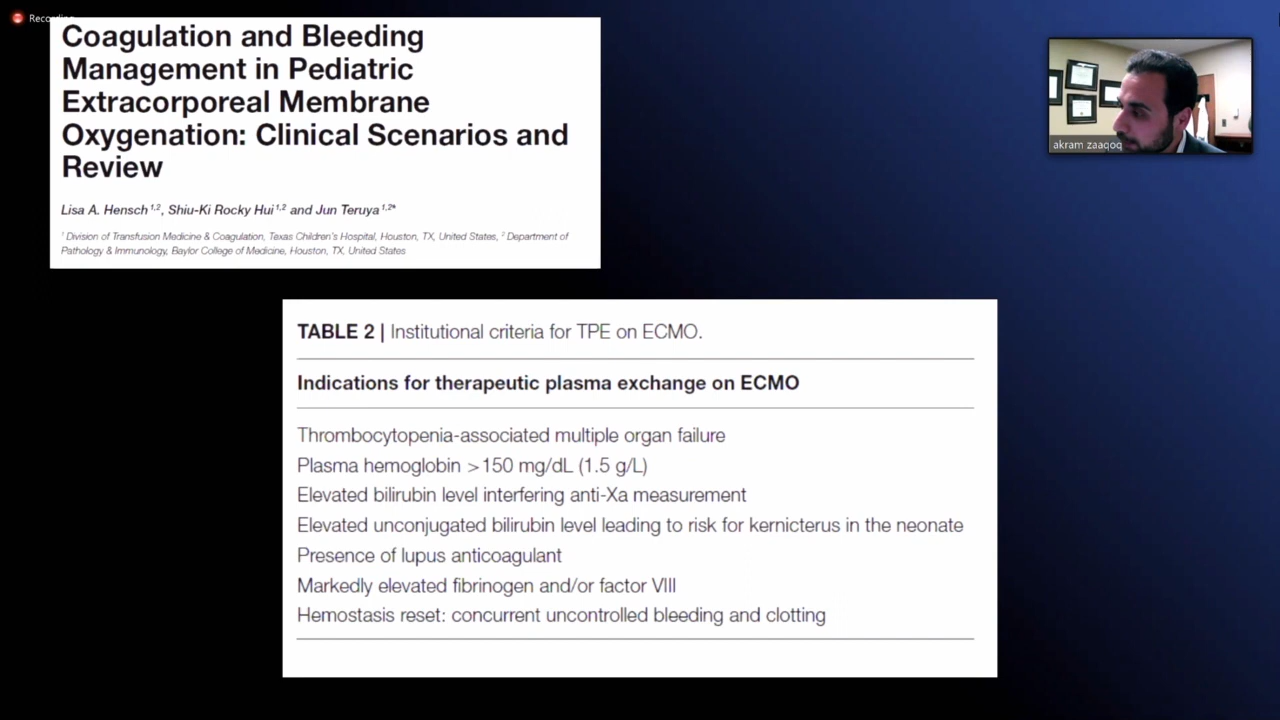 Recording
Coagulation and Bleeding
Management in Pediatric
Extracorporeal Membrane
Oxygenation: Clinical Scenarios and
Review
Lisa A. Hensch 1,2, Shiu-Ki Rocky Hui 1,2 and Jun Teruya 1,2*
1 Division of Transfusion Medicine & Coagulation, Texas Children's Hospital, Houston, TX, United States, 2 Department of
Pathology & Immunology, Baylor College of Medicine, Houston, TX, United States
akram zaaqoq
TABLE 2 | Institutional criteria for TPE on ECMO.
Indications for therapeutic plasma exchange on ECMO
Thrombocytopenia-associated multiple organ failure
Plasma hemoglobin >150 mg/dL (1.5 g/L)
Elevated bilirubin level interfering anti-Xa measurement
Elevated unconjugated bilirubin level leading to risk for kernicterus in the neonate
Presence of lupus anticoagulant
Markedly elevated fibrinogen and/or factor VIII
Hemostasis reset: concurrent uncontrolled bleeding and clotting